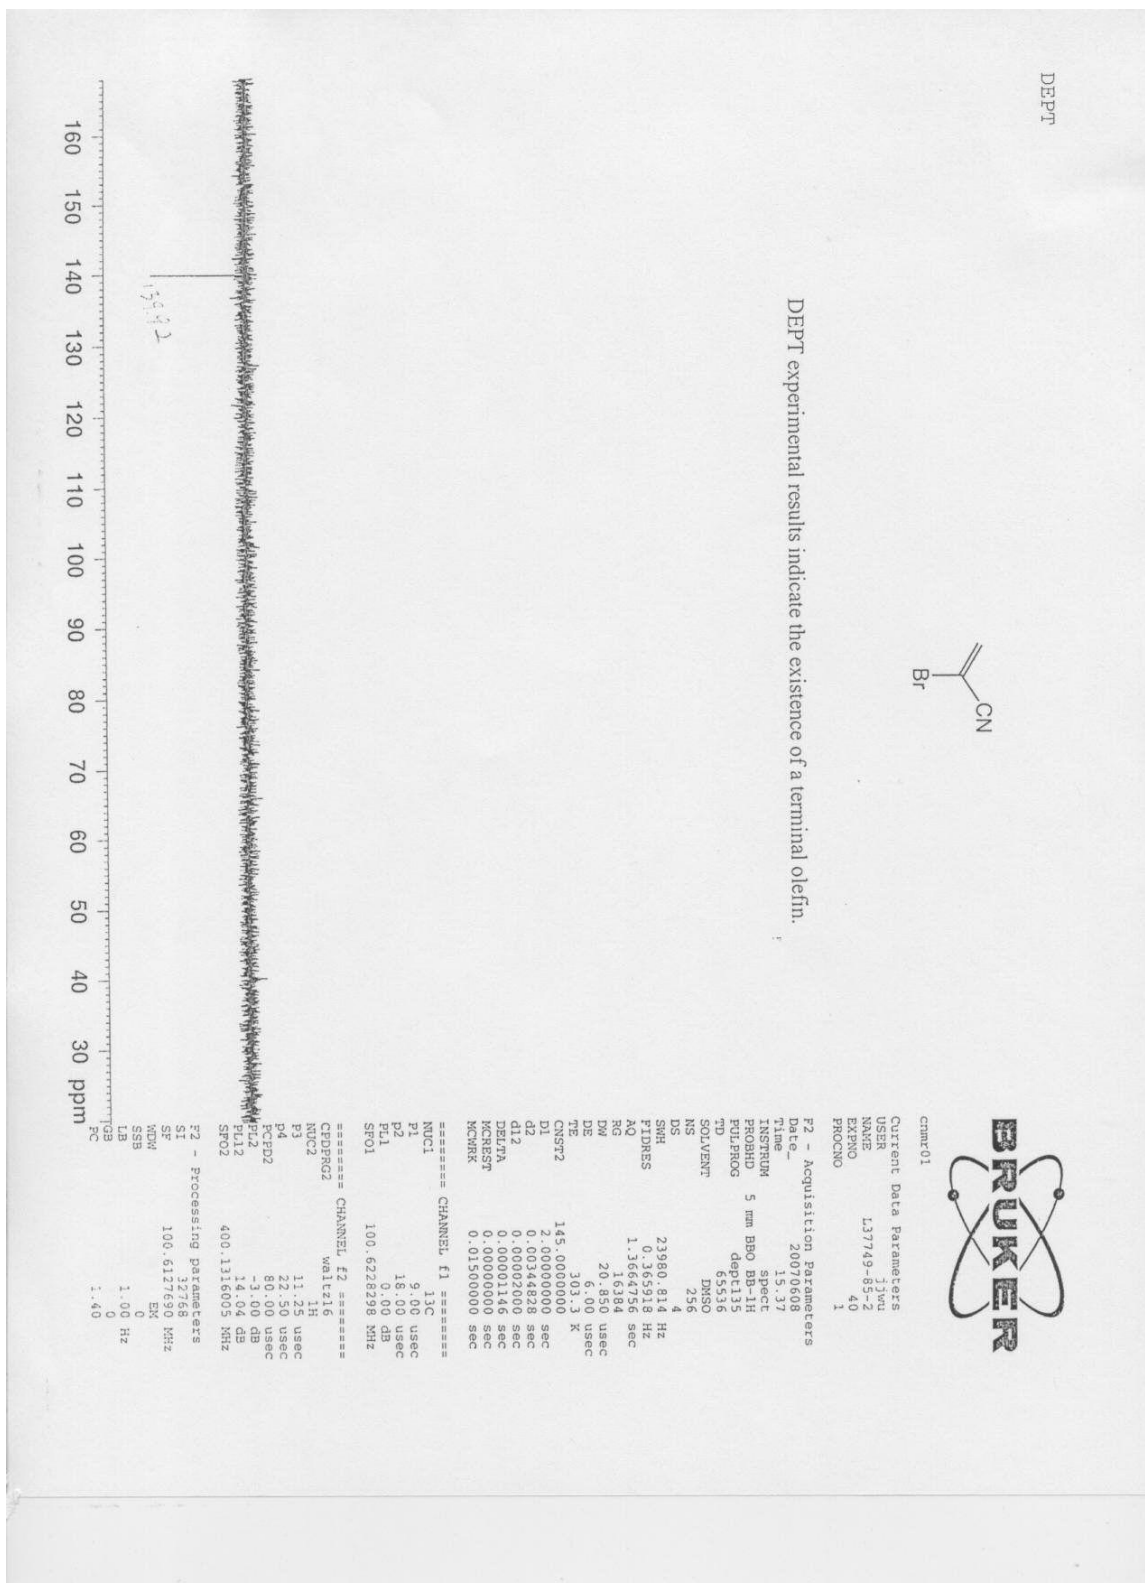 DEPT
CN
Br
DEPT experimental results indicate the existence of a terminal olefin.
139.92
160 150 140 130 120 110 100 90 80 70 60 50 40 30 ppm
BRUKER
cnmr01
Current Data Parameters
USER jjwu
NAME L37749-85-2
EXPNO 40
PROCNO 1
F2 - Acquisition Parameters
Date_ 20070608
Time 15.37
INSTRUM spect
PROBHD 5 mm BBO BB-1H
PULPROG dept135
TD 65536
SOLVENT DMSO
NS 256
DS 4
SWH 23980.814 Hz
FIDRES 0.365918 Hz
AQ 1.3664756 sec
RG 16384
DW 20.850 usec
DE 6.00 usec
TE 303.3 K
CNST2 145.0000000
D1 2.00000000 sec
d2 0.00344828 sec
d12 0.00002000 sec
DELTA 0.00001146 sec
MCREST 0.00000000 sec
MCWRK 0.01500000 sec
======== CHANNEL f1 ========
NUC1 13C
P1 9.00 usec
p2 18.00 usec
PL1 0.00 dB
SFO1 100.6228298 MHz
======== CHANNEL f2 ========
CPDPRG2 waltz16
NUC2 1H
P3 11.25 usec
p4 22.50 usec
PCPD2 80.00 usec
PL2 -3.00 dB
PL12 14.04 dB
SFO2 400.1316005 MHz
F2 - Processing parameters
SI 32768
SF 100.6127690 MHz
WDW EM
SSB 0
LB 1.00 Hz
GB 0
PC 1.40